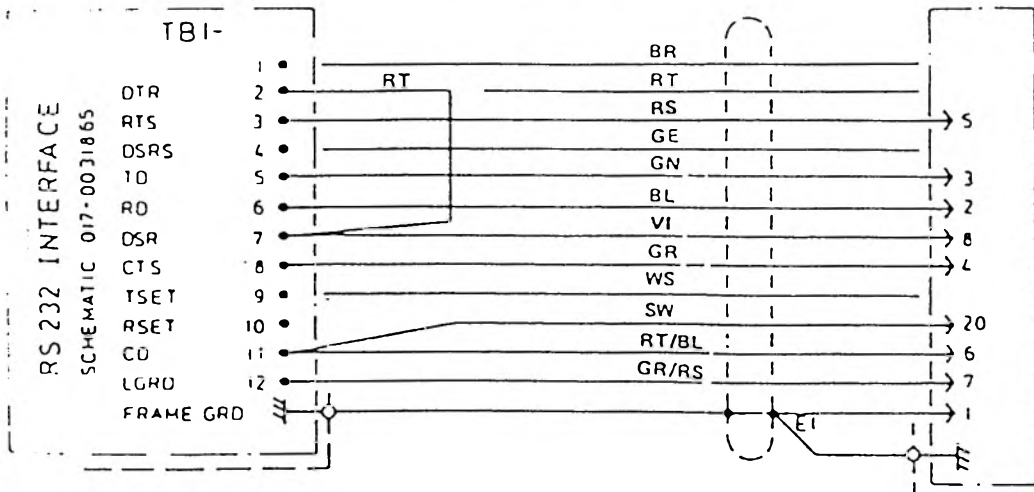 TB1-
RS232 INTERFACE
SCHEMATIC 017-0031865
1 BR
DTR 2 RT RT
RTS 3 RS 5
DSRS 4 GE
TD 5 GN 3
RD 6 BL 2
DSR 7 VI 8
CTS 8 GR 4
TSET 9 WS
RSET 10 SW 20
CD 11 RT/BL 6
LGRD 12 GR/RS 7
FRAME GRD E1 1